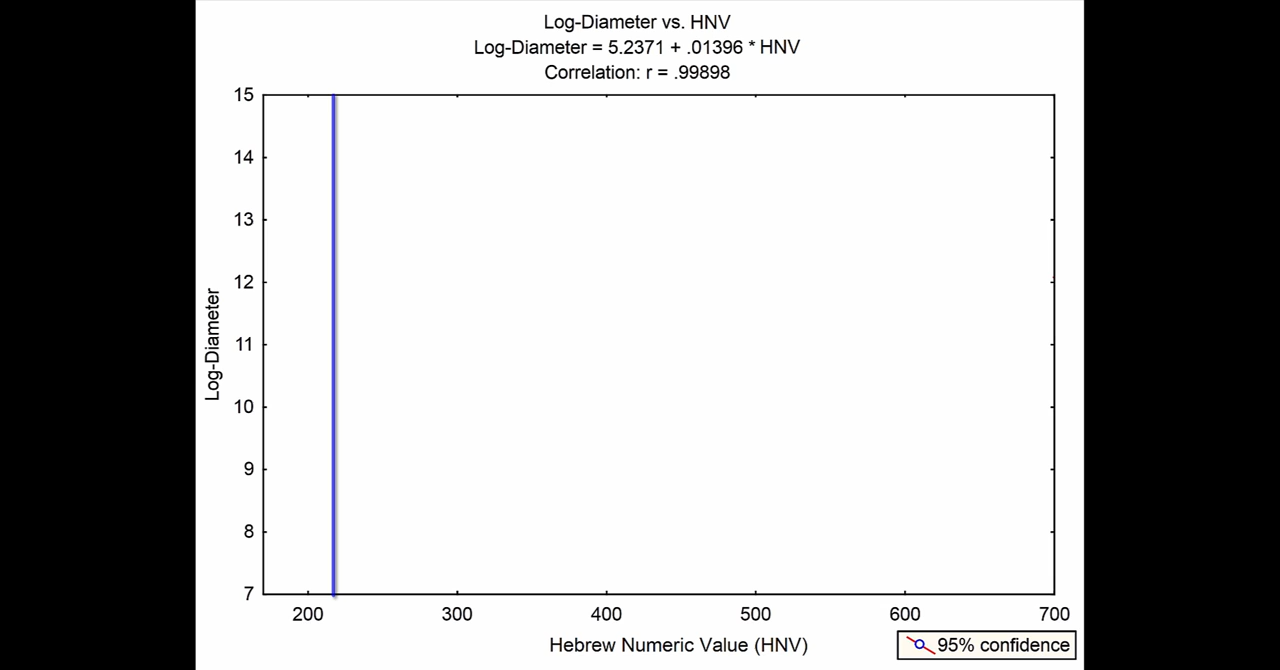 Log-Diameter vs. HNV
Log-Diameter = 5.2371 + .01396 * HNV
Correlation: r = .99898
15
14
13
12
11
10
9
8
7
Log-Diameter
200 300 400 500 600 700
Hebrew Numeric Value (HNV)
95% confidence